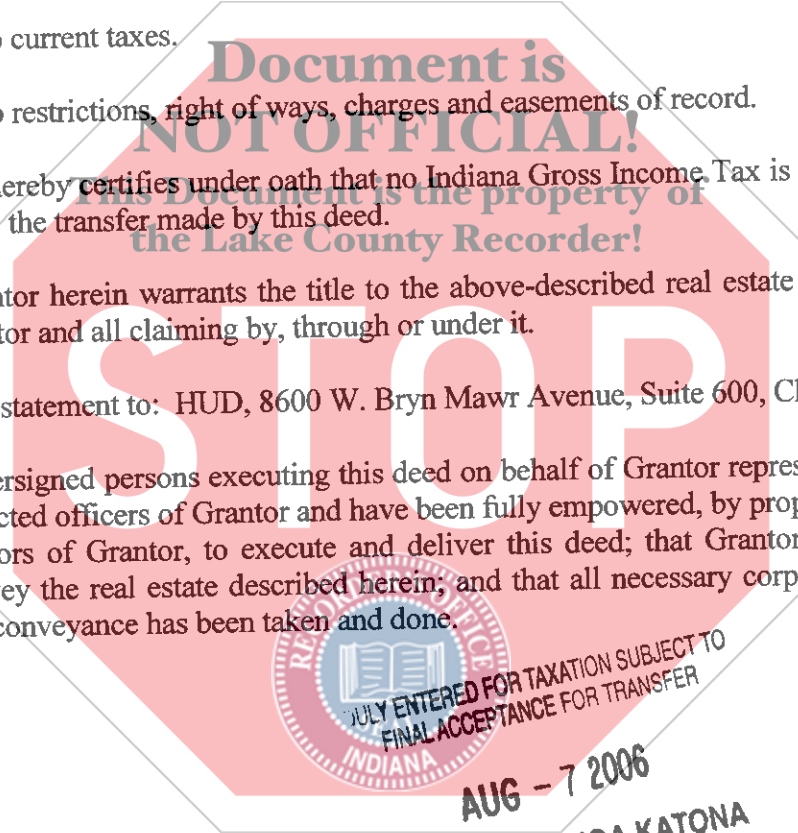 current taxes.
Document is
restrictions, right of ways, charges and easements of record.
NOT OFFICIAL!
ereby certifies under oath that no Indiana Gross Income Tax is
This Document is the property of
the transfer made by this deed.
the Lake County Recorder!
ntor herein warrants the title to the above-described real estate
tor and all claiming by, through or under it.
STOP
statement to: HUD, 8600 W. Bryn Mawr Avenue, Suite 600, Cl
ersigned persons executing this deed on behalf of Grantor repres
cted officers of Grantor and have been fully empowered, by prop
ors of Grantor, to execute and deliver this deed; that Grantor
ey the real estate described herein; and that all necessary corp
conveyance has been taken and done.
DULY ENTERED FOR TAXATION SUBJECT TO
FINAL ACCEPTANCE FOR TRANSFER
INDIANA
AUG - 7 2006
KATONA